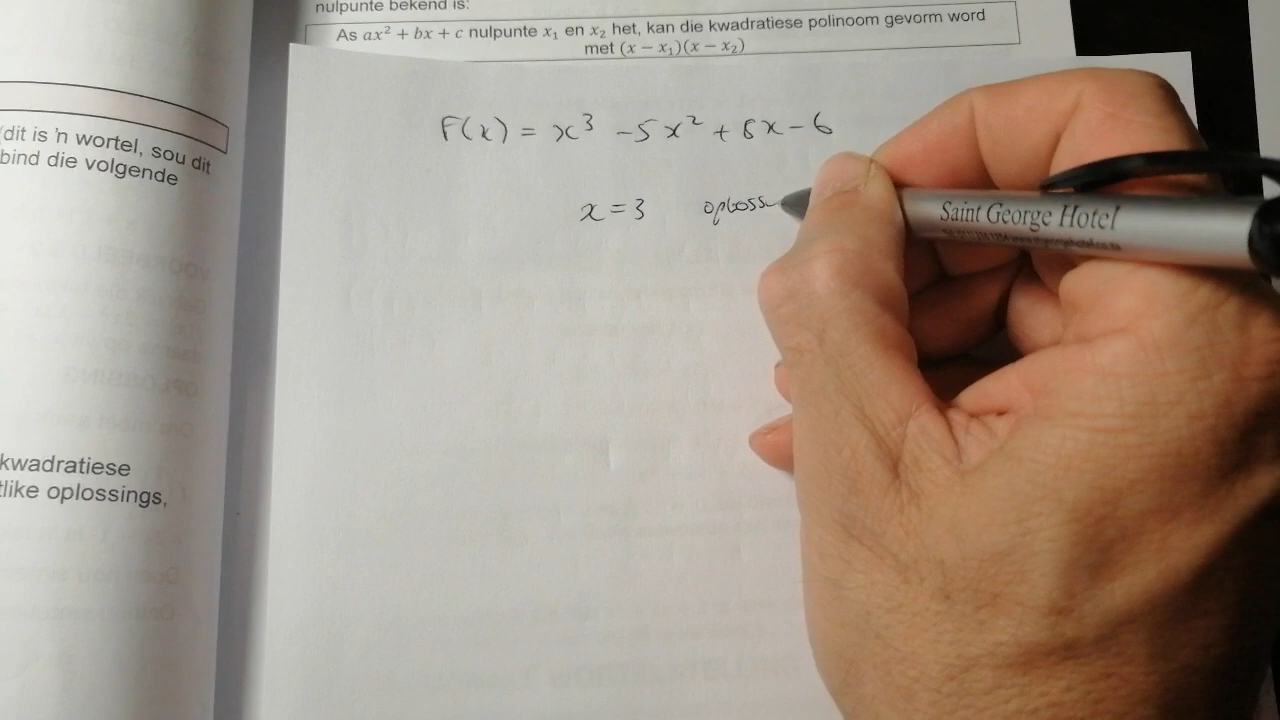 nulpunte bekend is:
As ax² + bx + c nulpunte x₁ en x₂ het, kan die kwadratiese polinoom gevorm word
met (x − x₁)(x − x₂)
(dit is 'n wortel, sou dit
bind die volgende
kwadratiese
tlike oplossings,
F(x) = x³ −5x² + 8x − 6
x = 3 oplossi
Saint George Hotel